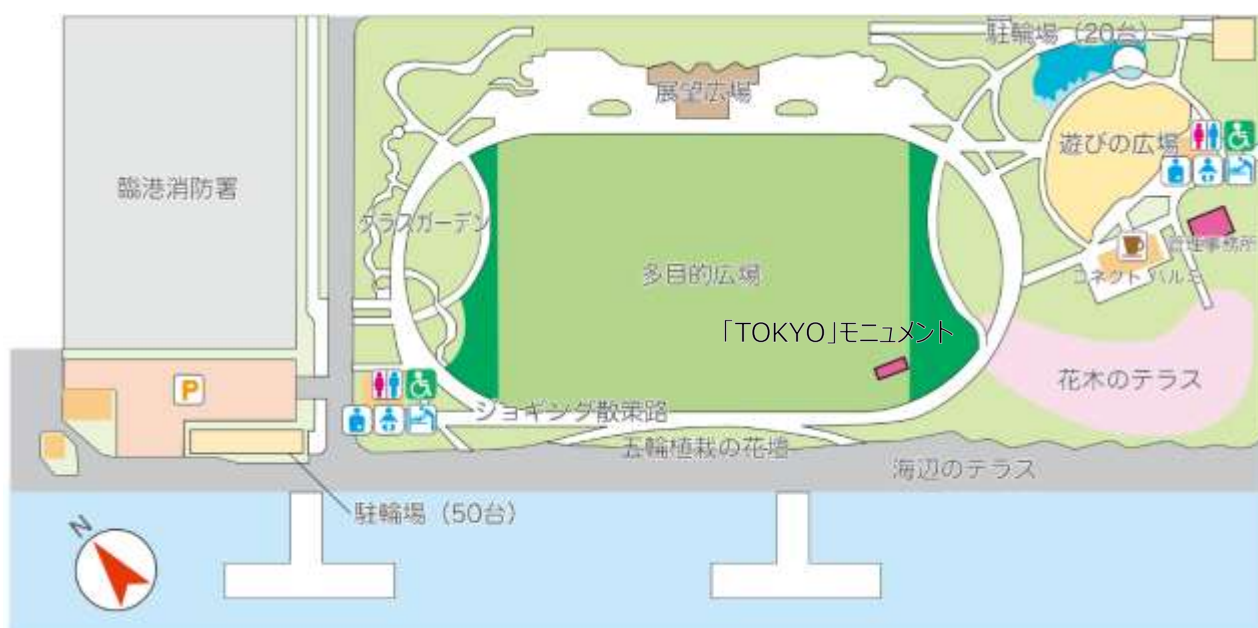 駐輪場（20台）
展望広場
遊びの広場
臨港消防署
グラスガーデン
管理事務所
コネクトハルミ
多目的広場
「TOKYO」モニュメント
花木のテラス
P
ジョギング散策路
五輪植栽の花壇
海辺のテラス
駐輪場（50台）
N